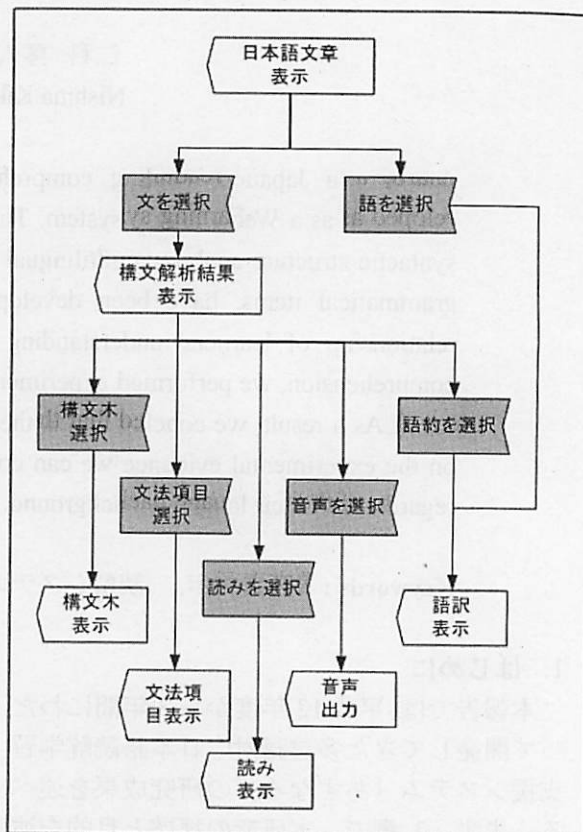 日本語文章
表示
文を選択
語を選択
構文解析結果
表示
構文木
選択
語約を選択
文法項目
選択
音声を選択
読みを選択
構文木
表示
語訳
表示
文法項
目表示
音声
出力
読み
表示